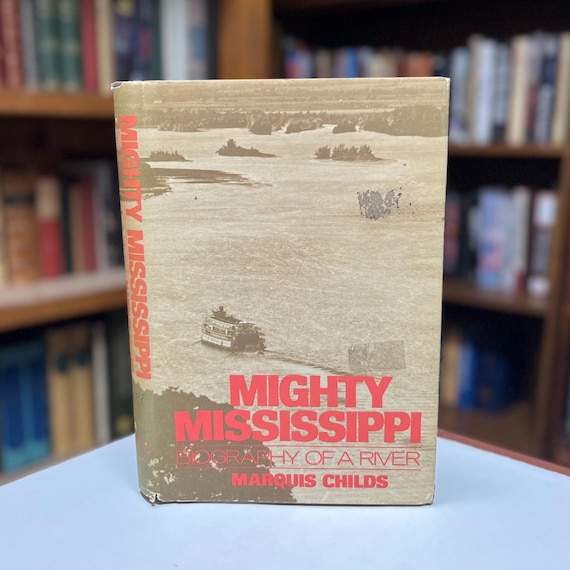 MIGHTY MISSISSIPPI
MIGHTY
MISSISSIPPI
BIOGRAPHY OF A RIVER
MARQUIS CHILDS